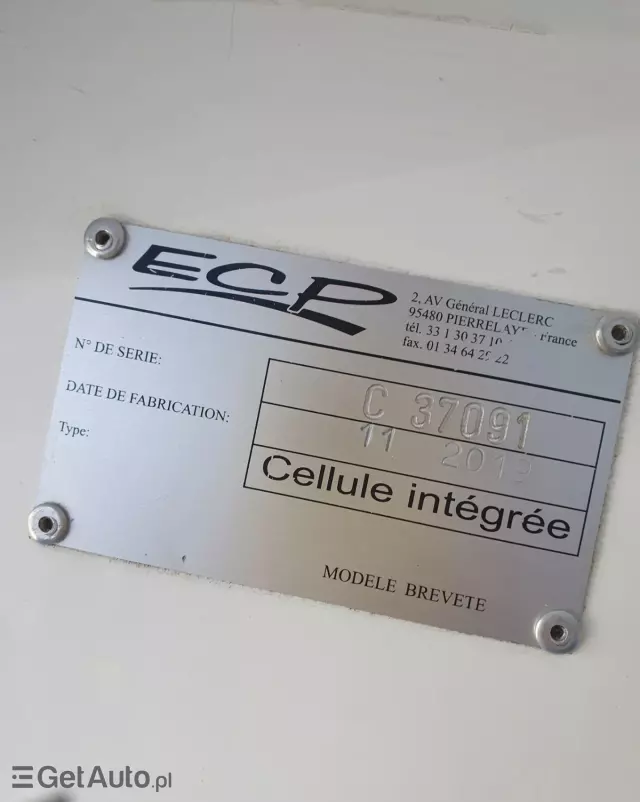 ECP
2, AV Général LECLERC
95480 PIERRELAYE France
tél. 33 1 30 37 10
fax. 01 34 64 22
N° DE SERIE:
C 37091
DATE DE FABRICATION:
11 2019
Type:
Cellule intégrée
MODELE BREVETE
GetAuto.pl